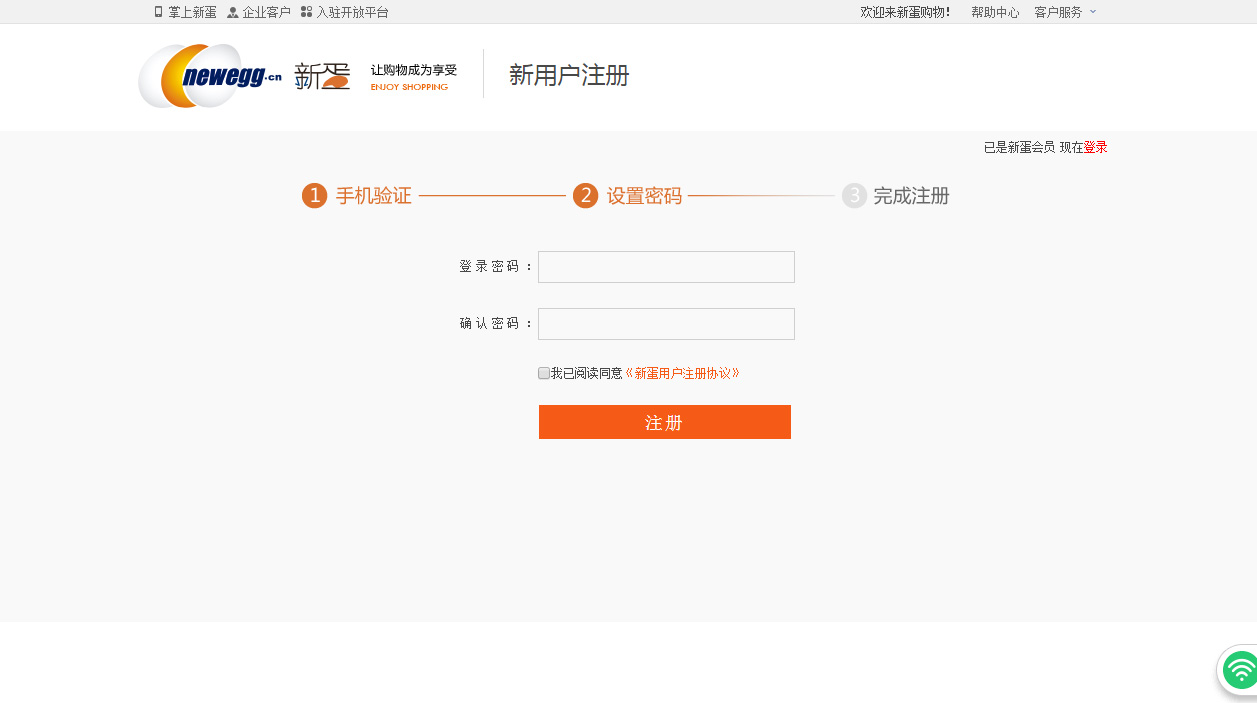 掌上新蛋 企业客户 入驻开放平台 欢迎来新蛋购物! 帮助中心 客户服务
newegg.cn 新蛋 让购物成为享受 新用户注册
ENJOY SHOPPING
已是新蛋会员 现在登录
1 手机验证 2 设置密码 3 完成注册
登录密码：
确认密码：
我已阅读同意《新蛋用户注册协议》
注册